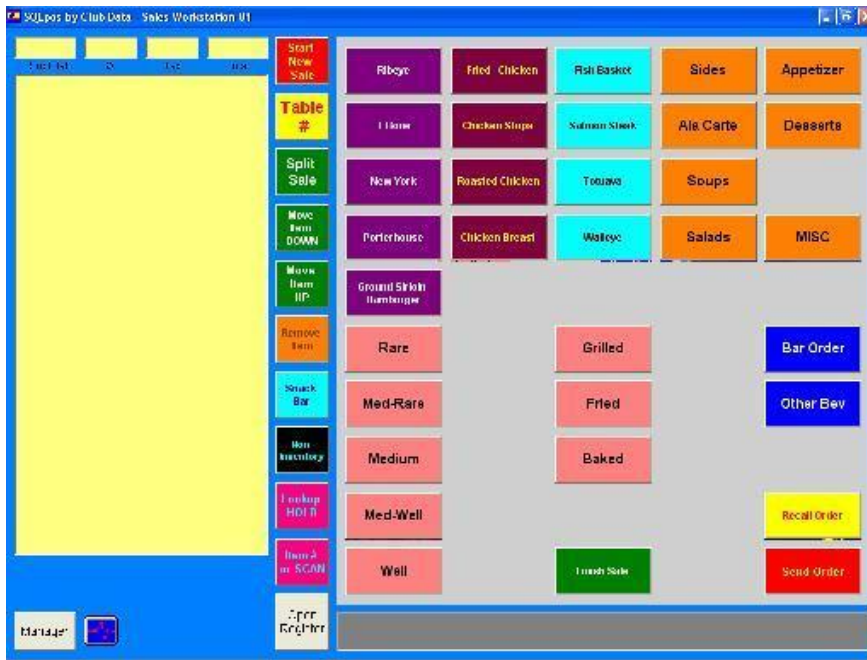 SQLpos by Club Data - Sales Workstation 01
Start
New
Sale
Table
#
Split
Sale
Move
Item
DOWN
Move
Item
UP
Remove
Item
Snack
Bar
Non
Inventory
Lookup
HOLD
Item #
or SCAN
Open
Register
Manager
Ribeye
Fried Chicken
Fish Basket
Sides
Appetizer
T Bone
Chicken Strips
Salmon Steak
Ala Carte
Desserts
New York
Roasted Chicken
Totuava
Soups
Porterhouse
Chicken Breast
Walleye
Salads
MISC
Ground Sirloin
Hamburger
Rare
Grilled
Bar Order
Med-Rare
Fried
Other Bev
Medium
Baked
Med-Well
Recall Order
Well
Finish Sale
Send Order